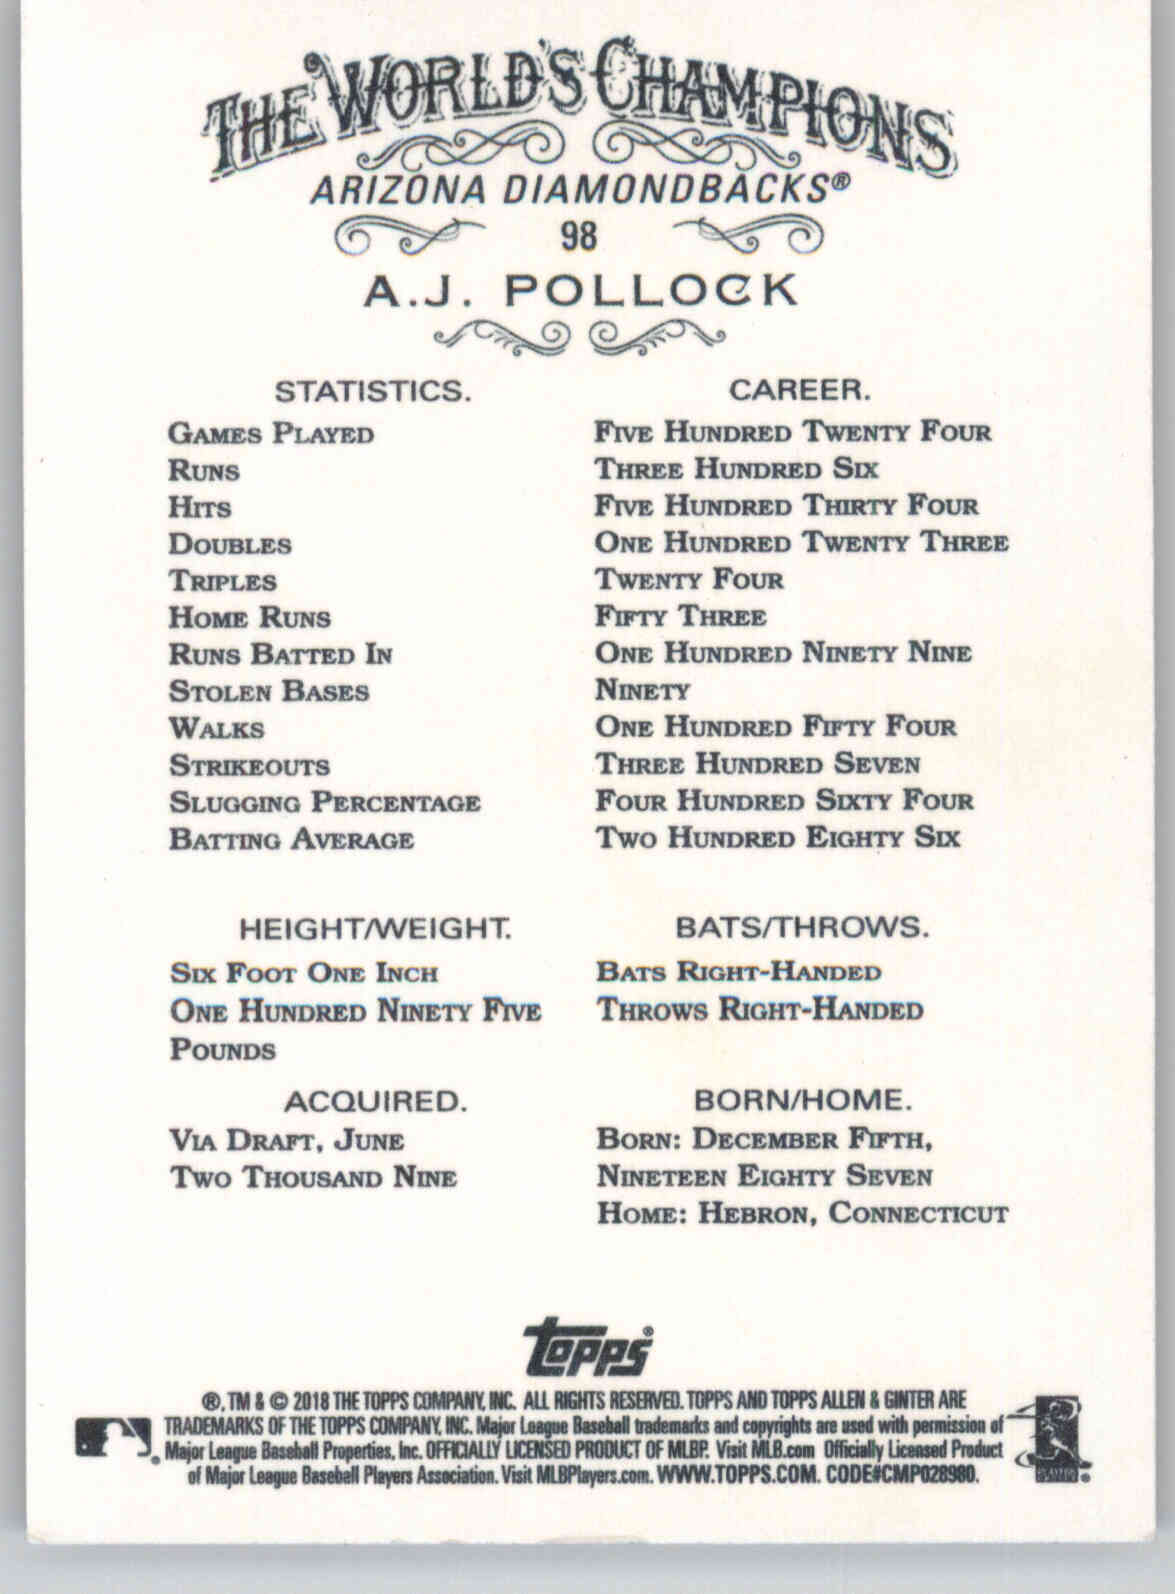 THE WORLD'S CHAMPIONS
ARIZONA DIAMONDBACKS®
98
A.J. POLLOCK
STATISTICS. CAREER.
GAMES PLAYED FIVE HUNDRED TWENTY FOUR
RUNS THREE HUNDRED SIX
HITS FIVE HUNDRED THIRTY FOUR
DOUBLES ONE HUNDRED TWENTY THREE
TRIPLES TWENTY FOUR
HOME RUNS FIFTY THREE
RUNS BATTED IN ONE HUNDRED NINETY NINE
STOLEN BASES NINETY
WALKS ONE HUNDRED FIFTY FOUR
STRIKEOUTS THREE HUNDRED SEVEN
SLUGGING PERCENTAGE FOUR HUNDRED SIXTY FOUR
BATTING AVERAGE TWO HUNDRED EIGHTY SIX
HEIGHT/WEIGHT.
SIX FOOT ONE INCH
ONE HUNDRED NINETY FIVE
POUNDS
BATS/THROWS.
BATS RIGHT-HANDED
THROWS RIGHT-HANDED
ACQUIRED.
VIA DRAFT, JUNE
TWO THOUSAND NINE
BORN/HOME.
BORN: DECEMBER FIFTH,
NINETEEN EIGHTY SEVEN
HOME: HEBRON, CONNECTICUT
TOPPS®
®, TM & © 2018 THE TOPPS COMPANY, INC. ALL RIGHTS RESERVED. TOPPS AND TOPPS ALLEN & GINTER ARE
TRADEMARKS OF THE TOPPS COMPANY, INC. Major League Baseball trademarks and copyrights are used with permission of
Major League Baseball Properties, Inc. OFFICIALLY LICENSED PRODUCT OF MLBP. Visit MLB.com Officially Licensed Product
of Major League Baseball Players Association. Visit MLBPlayers.com. WWW.TOPPS.COM. CODE#CMP028980.